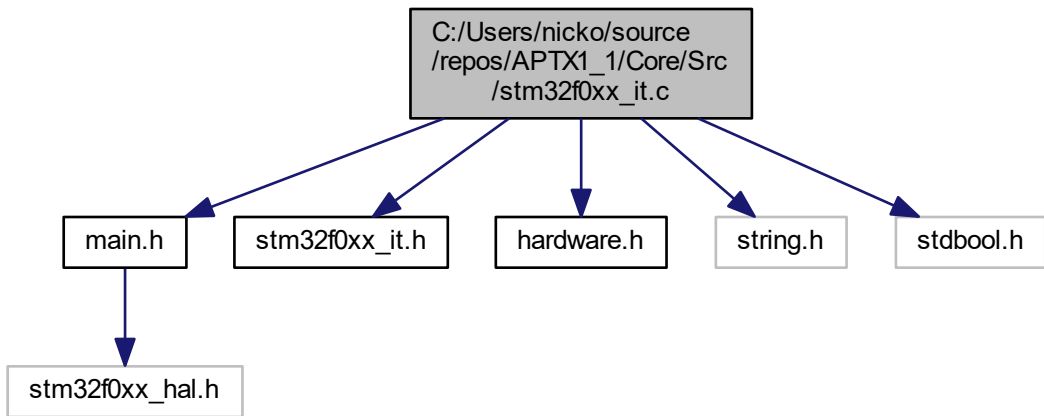 C:/Users/nicko/source
/repos/APTX1_1/Core/Src
/stm32f0xx_it.c
main.h
stm32f0xx_it.h
hardware.h
string.h
stdbool.h
stm32f0xx_hal.h